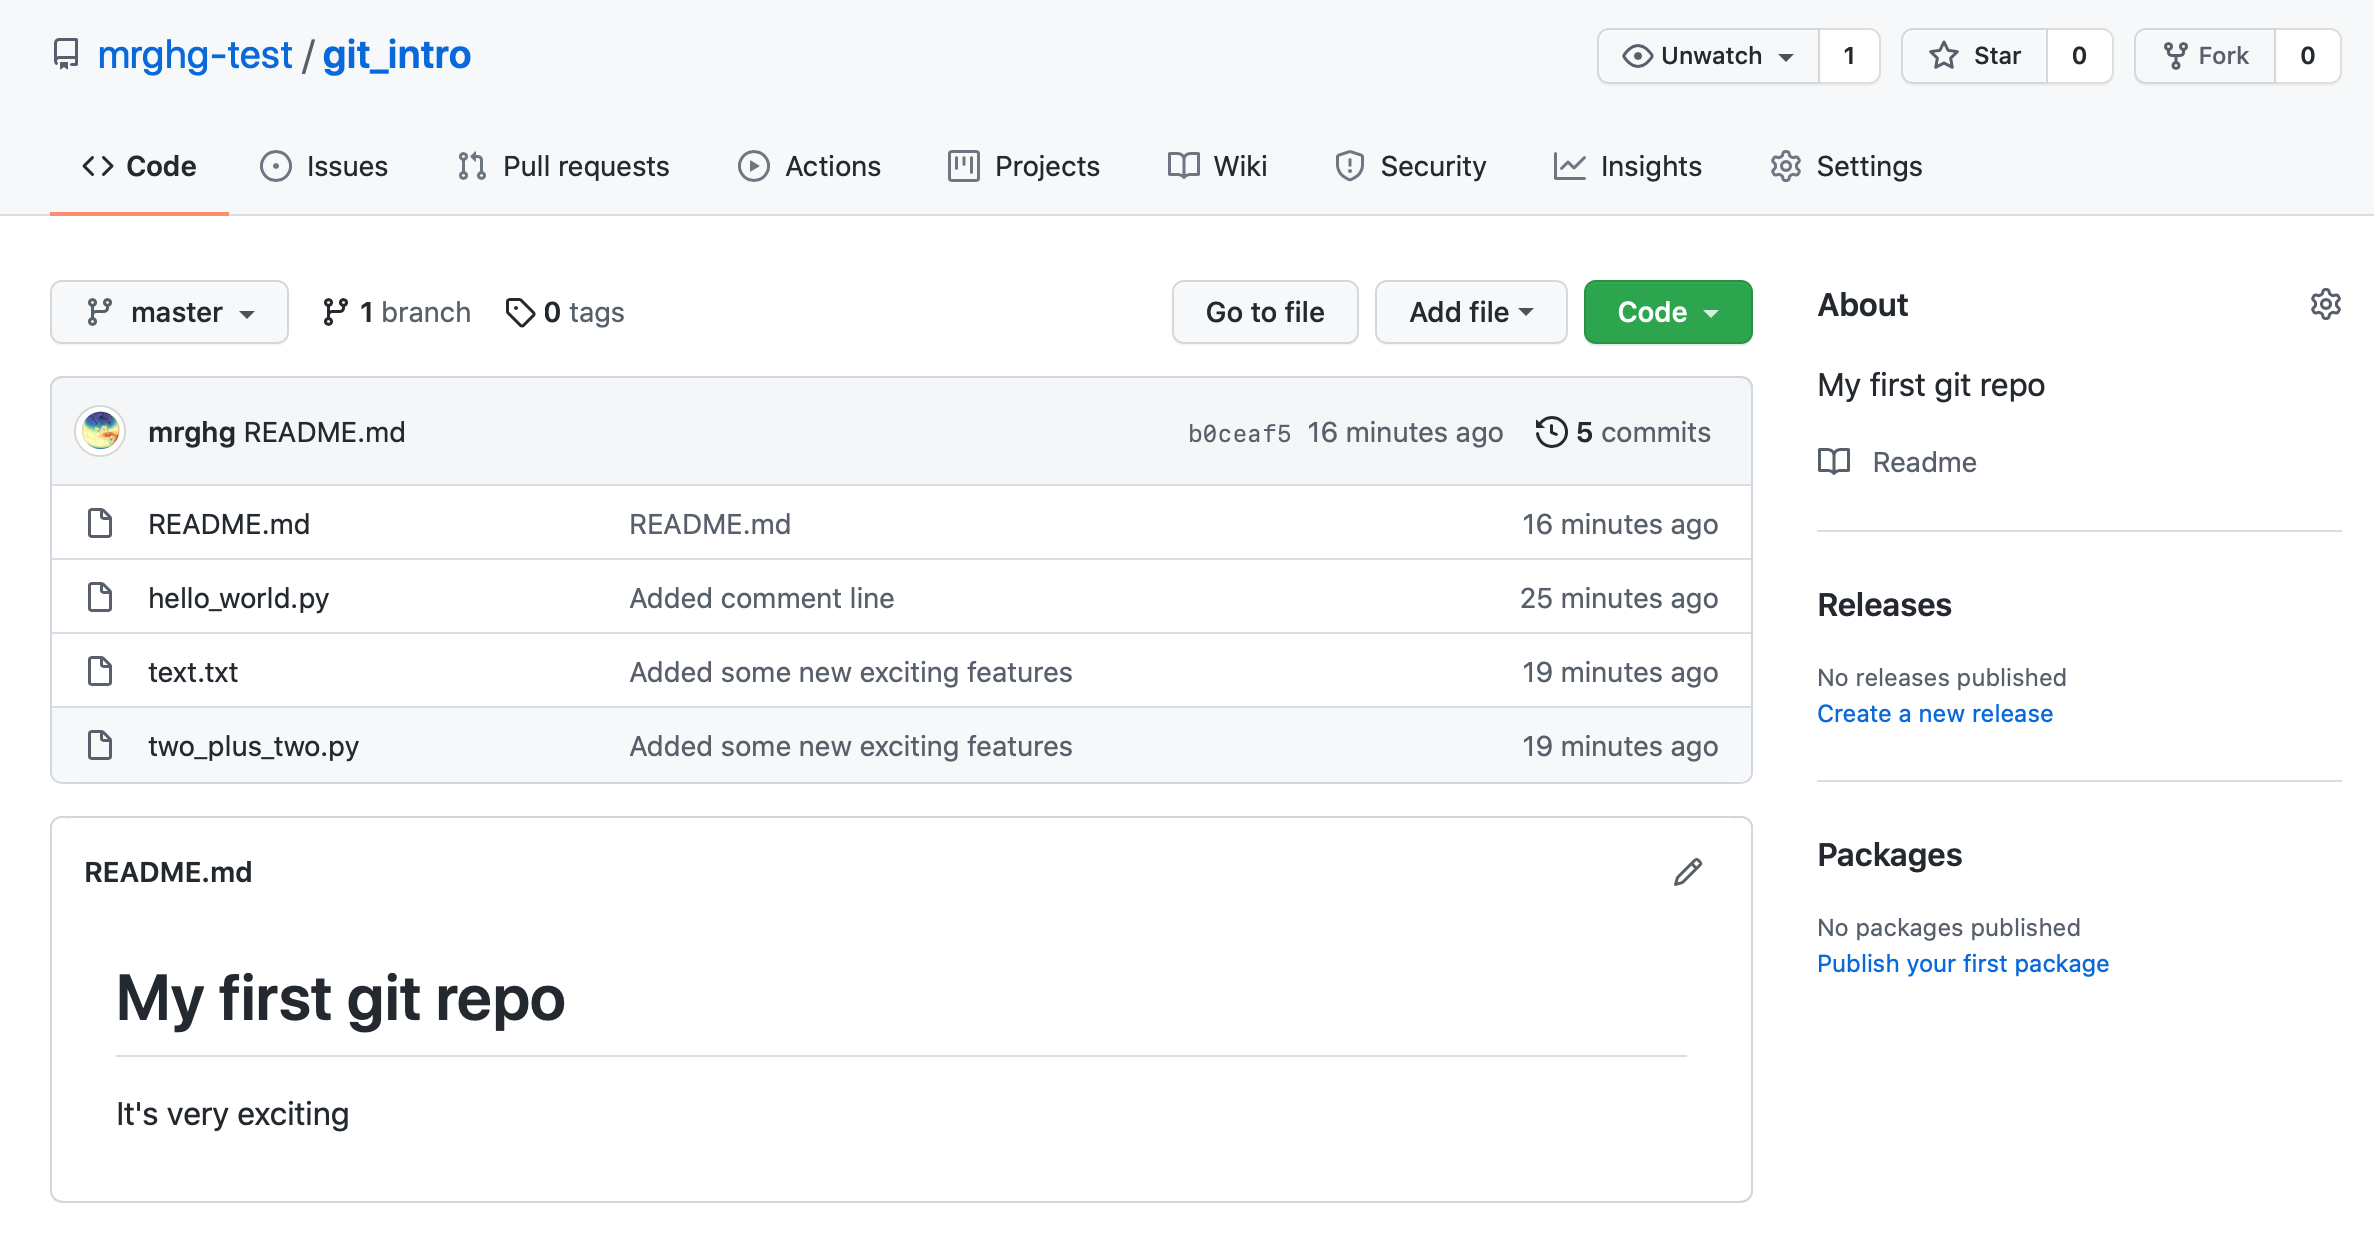 mrghg-test / git_intro
Unwatch 1 Star 0 Fork 0
Code Issues Pull requests Actions Projects Wiki Security Insights Settings
master 1 branch 0 tags Go to file Add file Code
mrghg README.md b0ceaf5 16 minutes ago 5 commits
README.md README.md 16 minutes ago
hello_world.py Added comment line 25 minutes ago
text.txt Added some new exciting features 19 minutes ago
two_plus_two.py Added some new exciting features 19 minutes ago
README.md
My first git repo
It's very exciting
About
My first git repo
Readme
Releases
No releases published
Create a new release
Packages
No packages published
Publish your first package